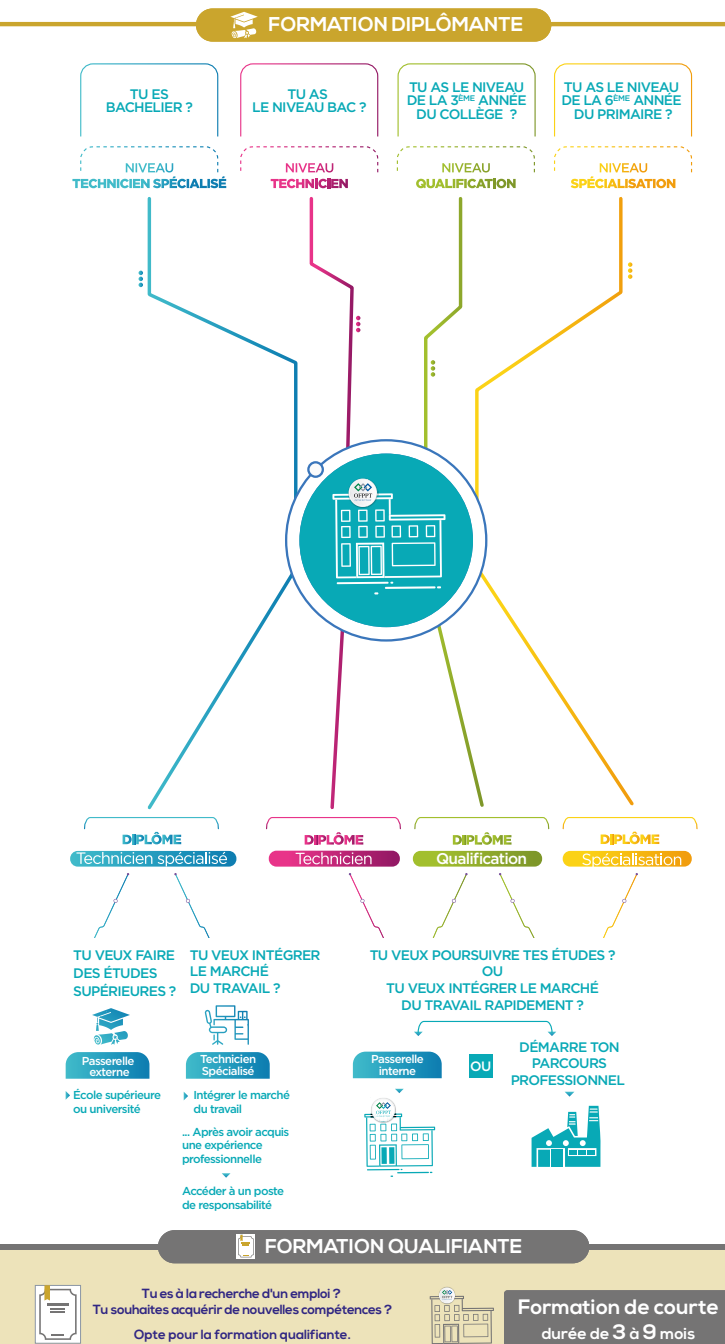 FORMATION DIPLÔMANTE
TU ES
BACHELIER ?
TU AS
LE NIVEAU BAC ?
TU AS LE NIVEAU
DE LA 3ÈME ANNÉE
DU COLLÈGE ?
TU AS LE NIVEAU
DE LA 6ÈME ANNÉE
DU PRIMAIRE ?
NIVEAU
TECHNICIEN SPÉCIALISÉ
NIVEAU
TECHNICIEN
NIVEAU
QUALIFICATION
NIVEAU
SPÉCIALISATION
OFPPT
DIPLÔME
Technicien spécialisé
DIPLÔME
Technicien
DIPLÔME
Qualification
DIPLÔME
Spécialisation
TU VEUX FAIRE
DES ÉTUDES
SUPÉRIEURES ?
Passerelle
externe
École supérieure
ou université
TU VEUX INTÉGRER
LE MARCHÉ
DU TRAVAIL ?
Technicien
Spécialisé
Intégrer le marché
du travail
... Après avoir acquis
une expérience
professionnelle
Accéder à un poste
de responsabilité
TU VEUX POURSUIVRE TES ÉTUDES ?
OU
TU VEUX INTÉGRER LE MARCHÉ
DU TRAVAIL RAPIDEMENT ?
Passerelle
interne
OFPPT
OU
DÉMARRE TON
PARCOURS
PROFESSIONNEL
FORMATION QUALIFIANTE
Tu es à la recherche d'un emploi ?
Tu souhaites acquérir de nouvelles compétences ?
Opte pour la formation qualifiante.
Formation de courte
durée de 3 à 9 mois